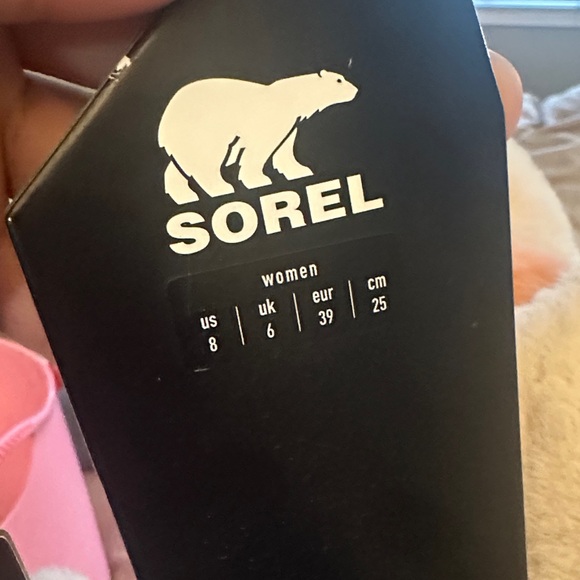 SOREL
women
us | uk | eur | cm
8 | 6 | 39 | 25